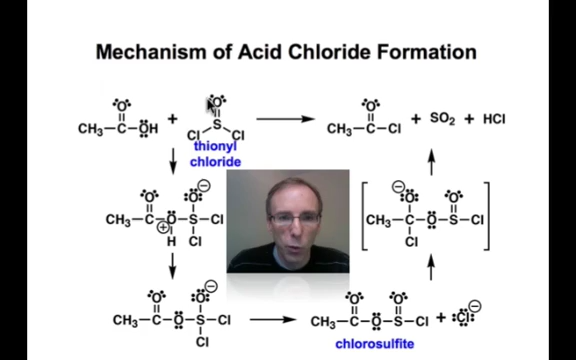 Mechanism of Acid Chloride Formation
CH₃—C—ÖH + S → CH₃—C—Cl + SO₂ + HCl
O O O
Cl Cl
thionyl
chloride
O O ⊖ ⊖ O O
CH₃—C—O—S—Cl CH₃—C—O—S—Cl
⊕ H Cl Cl
O O ⊖ O O
CH₃—C—O—S—Cl → CH₃—C—O—S—Cl + Cl ⊖
Cl
chlorosulfite